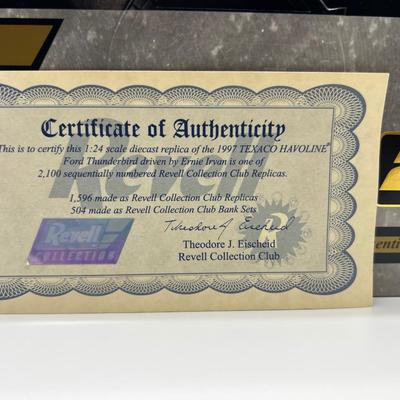 Certificate of Authenticity
This is to certify this 1:24 scale diecast replica of the 1997 TEXACO HAVOLINE®
Ford Thunderbird driven by Ernie Irvan is one of
2,100 sequentially numbered Revell Collection Club Replicas.
Revell
1,596 made as Revell Collection Club Replicas
504 made as Revell Collection Club Bank Sets
Theodore J. Eischeid
R
Revell
COLLECTION
Theodore J. Eischeid
Revell Collection Club